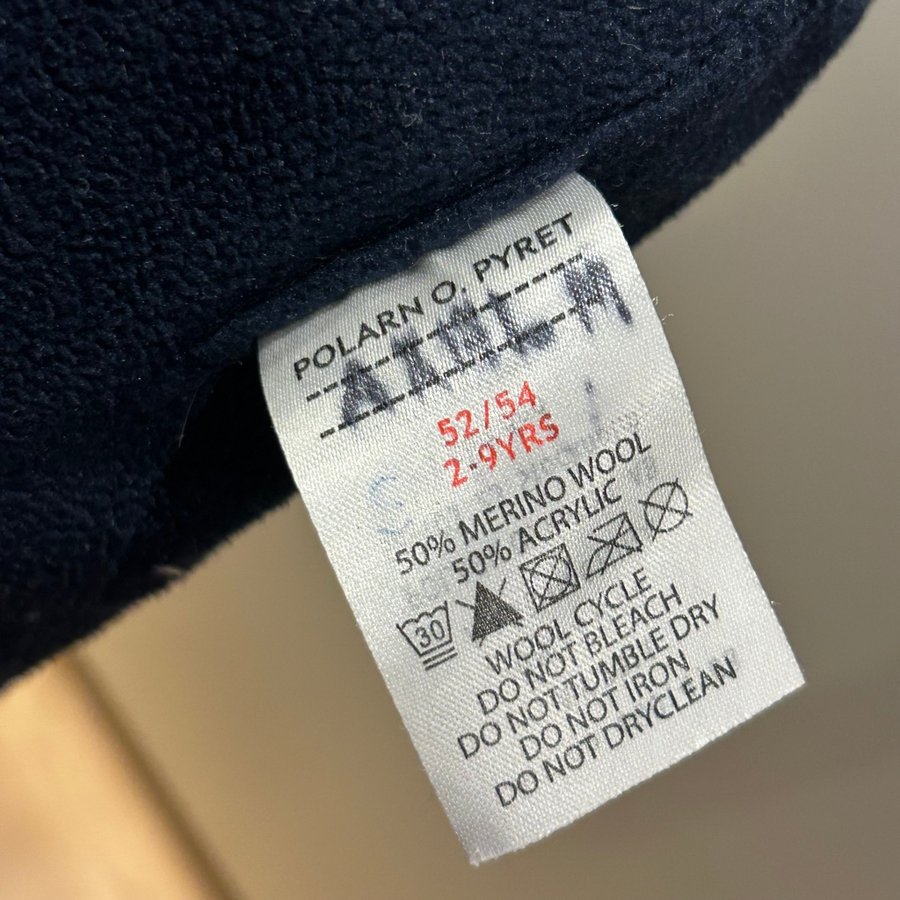 POLARN O. PYRET
52/54
2-9YRS
50% MERINO WOOL
50% ACRYLIC
30
WOOL CYCLE
DO NOT BLEACH
DO NOT TUMBLE DRY
DO NOT IRON
DO NOT DRYCLEAN